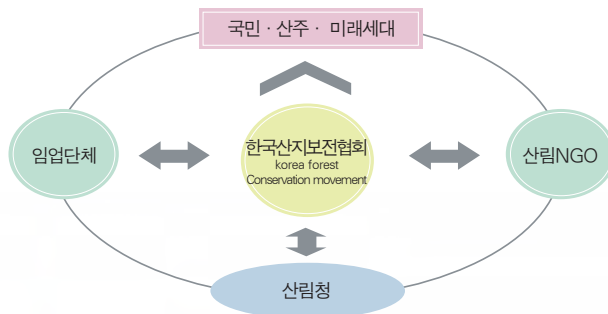 국민 · 산주 · 미래세대
임업단체
한국산지보전협회
korea forest
Conservation movement
산림NGO
산림청